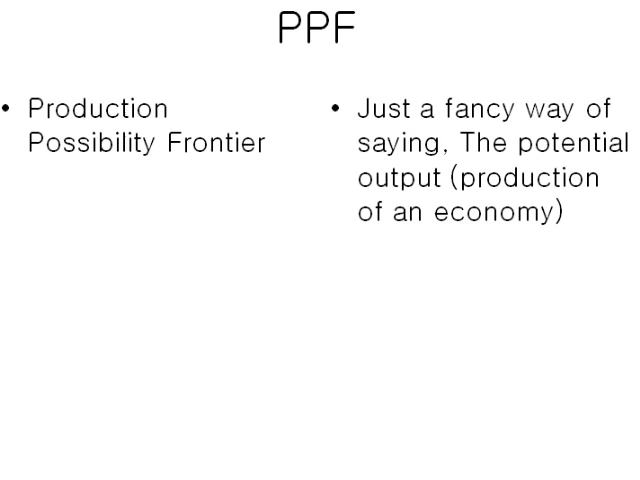 PPF
• Production
Possibility Frontier
• Just a fancy way of
saying, The potential
output (production
of an economy)